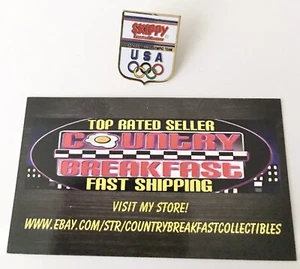 SKIPPY
USA
TOP RATED SELLER
COUNTRY
BREAKFAST
FAST SHIPPING
VISIT MY STORE!
WWW.EBAY.COM/STR/COUNTRYBREAKFASTCOLLECTIBLES